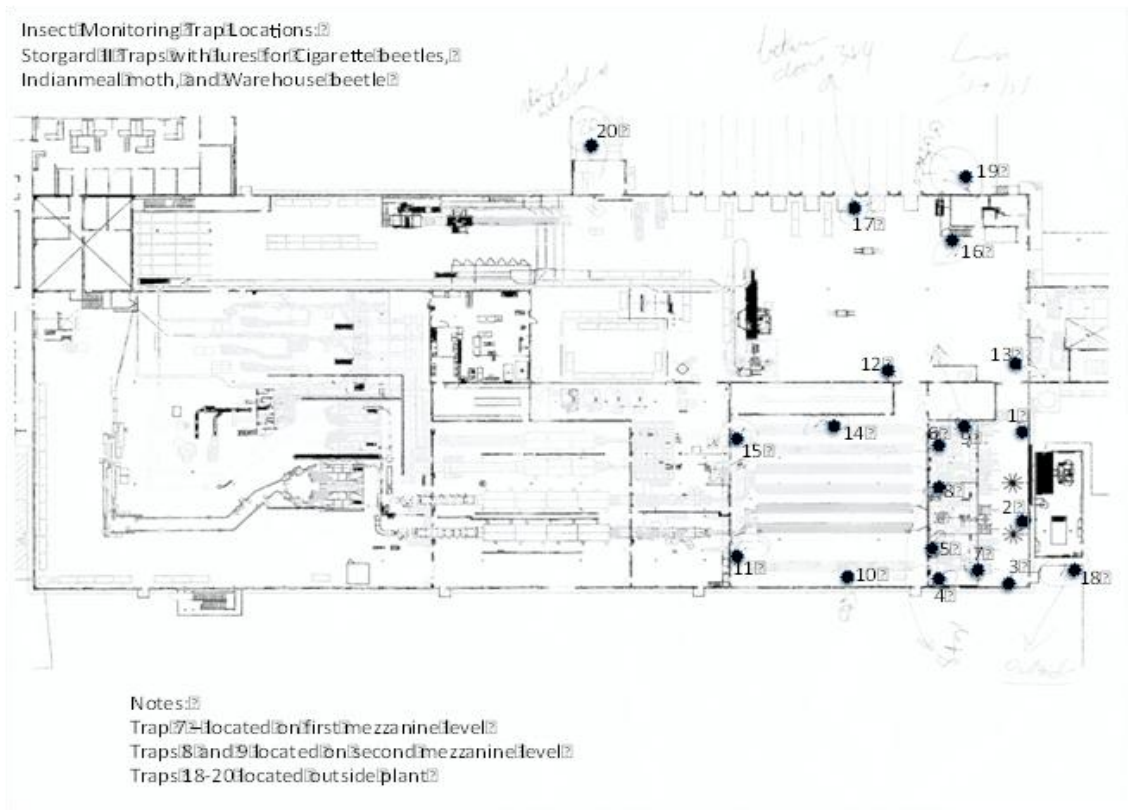 Insect Monitoring Trap Locations:
Storgard II Traps with lures for Cigarette beetles,
Indianmeal moth, and Warehouse beetle
between
20
19
17
16
12
13
1
14
6
9
15
8
2
5
7
11
10
3
18
4
Notes:
Trap 7 – located on first mezzanine level
Traps 8 and 9 located on second mezzanine level
Traps 18-20 located outside plant